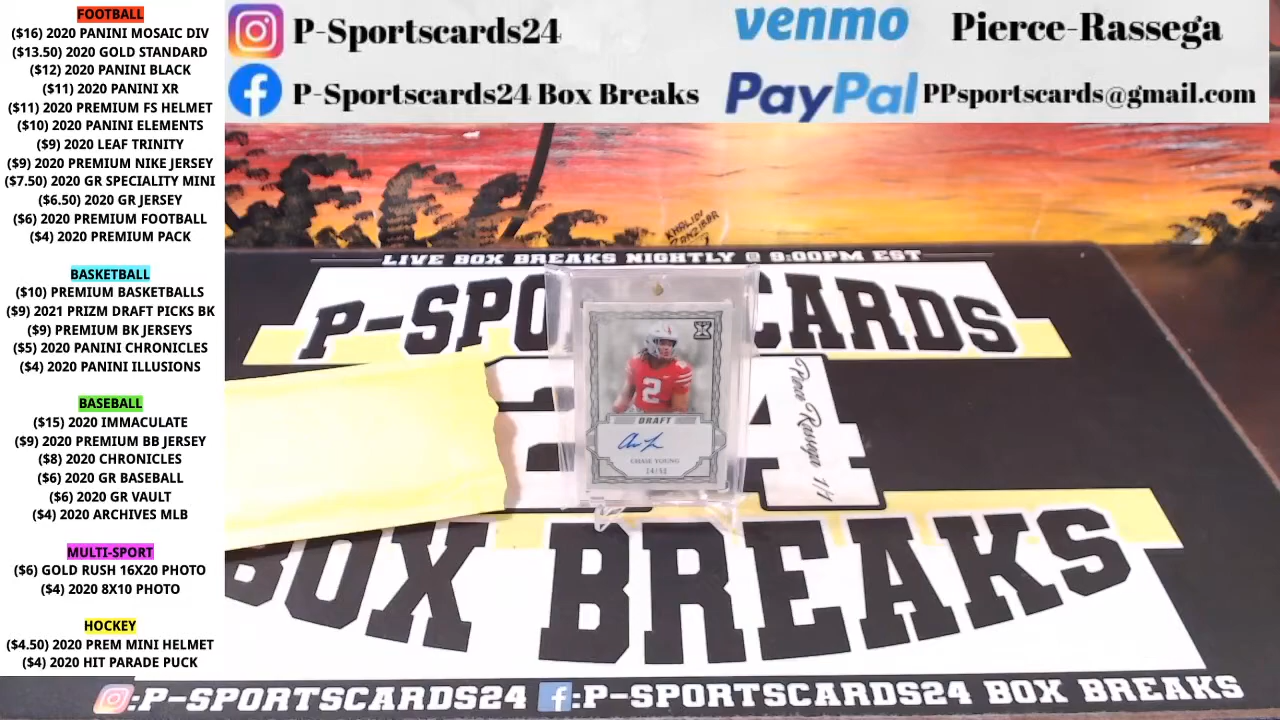 FOOTBALL
($16) 2020 PANINI MOSAIC DIV
($13.50) 2020 GOLD STANDARD
($12) 2020 PANINI BLACK
($11) 2020 PANINI XR
($11) 2020 PREMIUM FS HELMET
($10) 2020 PANINI ELEMENTS
($9) 2020 LEAF TRINITY
($9) 2020 PREMIUM NIKE JERSEY
($7.50) 2020 GR SPECIALITY MINI
($6.50) 2020 GR JERSEY
($6) 2020 PREMIUM FOOTBALL
($4) 2020 PREMIUM PACK
BASKETBALL
($10) PREMIUM BASKETBALLS
($9) 2021 PRIZM DRAFT PICKS BK
($9) PREMIUM BK JERSEYS
($5) 2020 PANINI CHRONICLES
($4) 2020 PANINI ILLUSIONS
BASEBALL
($15) 2020 IMMACULATE
($9) 2020 PREMIUM BB JERSEY
($8) 2020 CHRONICLES
($6) 2020 GR BASEBALL
($6) 2020 GR VAULT
($4) 2020 ARCHIVES MLB
MULTI-SPORT
($6) GOLD RUSH 16X20 PHOTO
($4) 2020 8X10 PHOTO
HOCKEY
($4.50) 2020 PREM MINI HELMET
($4) 2020 HIT PARADE PUCK
P-Sportscards24
venmo Pierce-Rassega
P-Sportscards24 Box Breaks
PayPal PPsportscards@gmail.com
KHALIDI
ZANZIBAR
LIVE BOX BREAKS NIGHTLY @ 9:00PM EST
P-SPO CARDS
24
2
DRAFT
CHASE YOUNG
Pierce Rassega
BOX BREAKS
:P-SPORTSCARDS24 :P-SPORTSCARDS24 BOX BREAKS